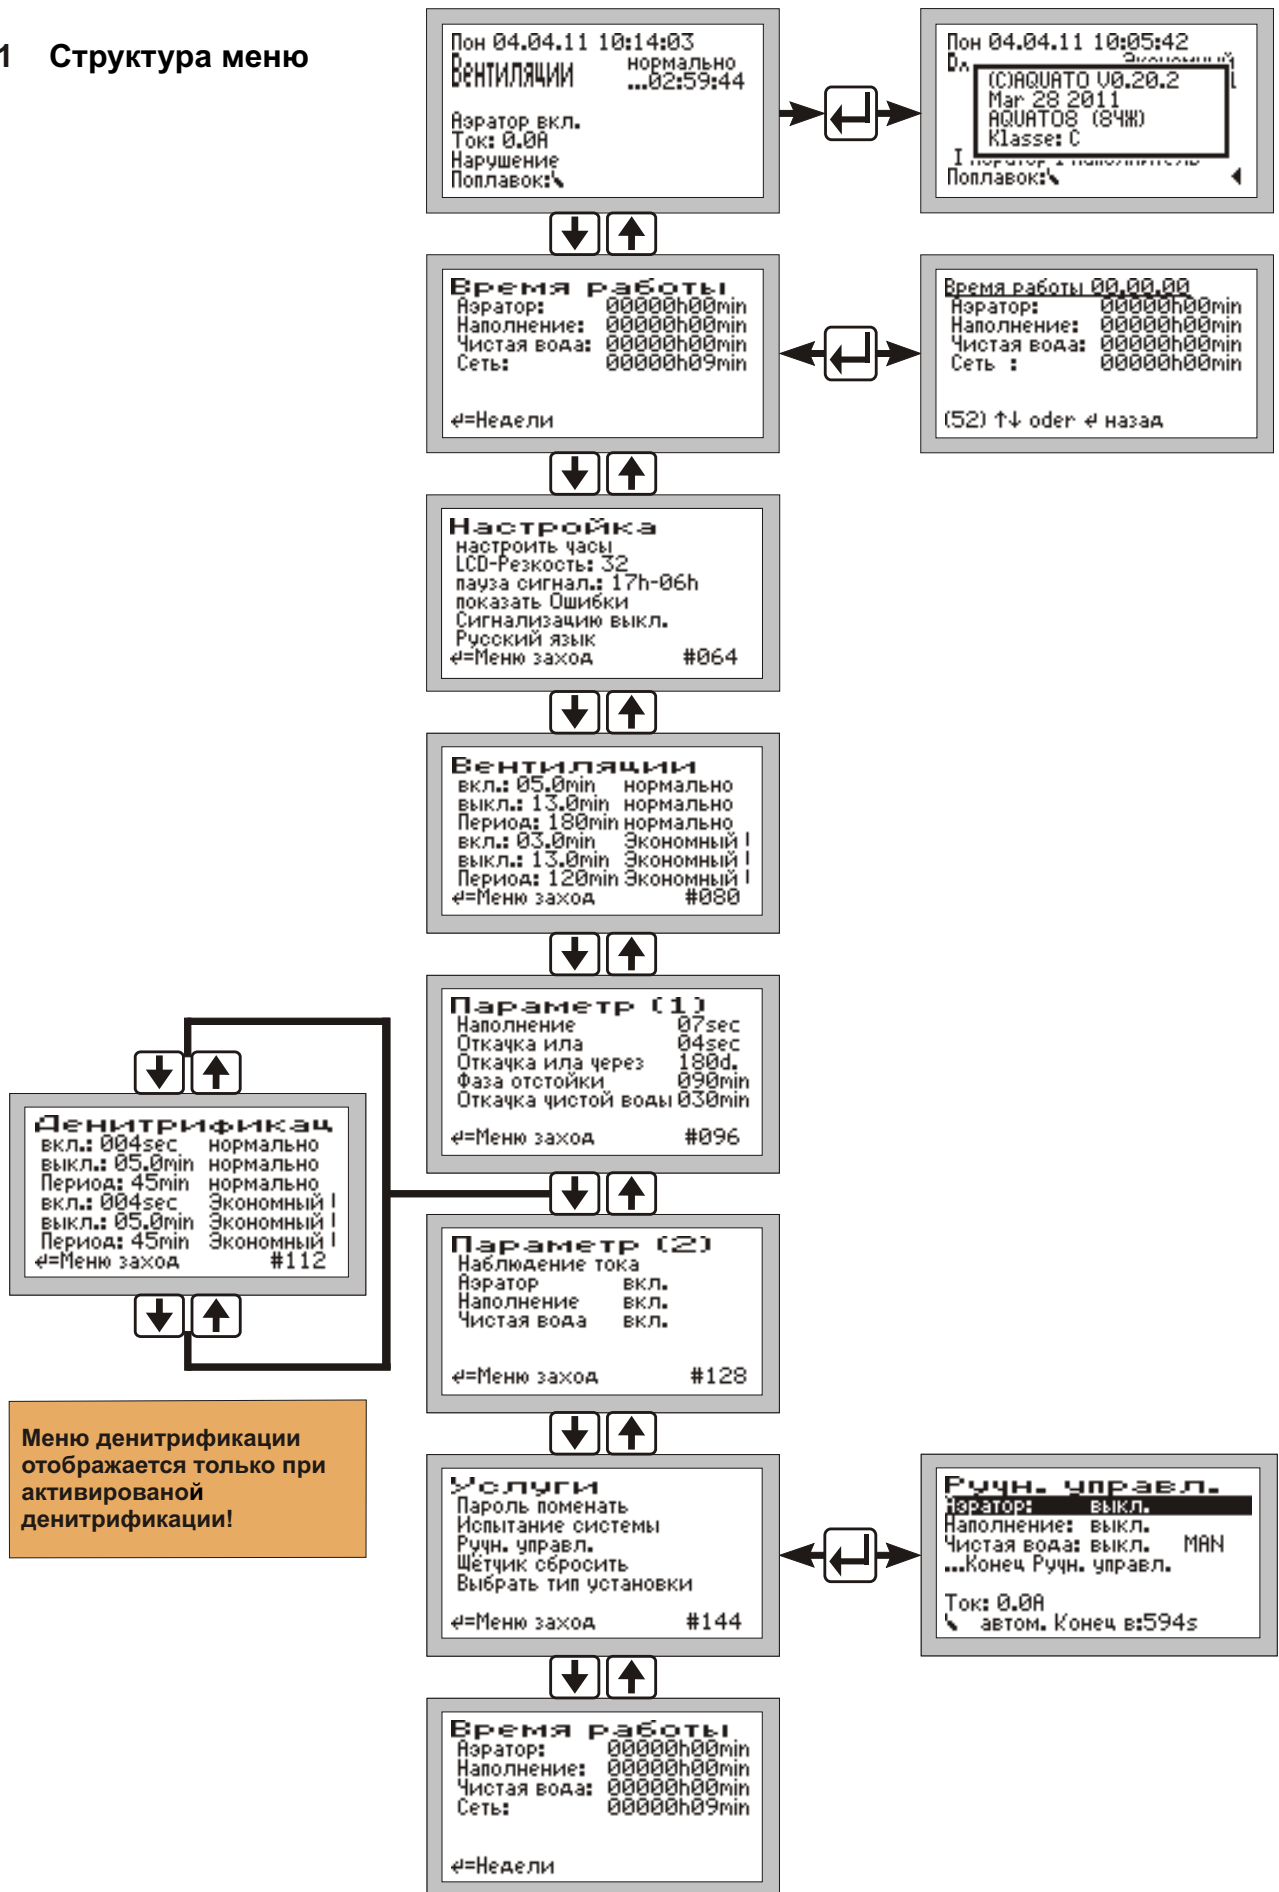 1 Структура меню
Пон 04.04.11 10:14:03
Вентиляции нормально
...02:59:44
Аэратор вкл.
Ток: 0.0А
Нарушение
Поплавок:
Пон 04.04.11 10:05:42
(C)AQUATO V0.20.2
Mar 28 2011
AQUATO8 (8ЧЖ)
Klasse: C
Поплавок:
Время работы
Аэратор: 00000h00min
Наполнение: 00000h00min
Чистая вода: 00000h00min
Сеть: 00000h09min
↵=Недели
Время работы 00.00.00
Аэратор: 00000h00min
Наполнение: 00000h00min
Чистая вода: 00000h00min
Сеть : 00000h00min
(52) ↑↓ oder ↵ назад
Настройка
настроить часы
LCD-Резкость: 32
пауза сигнал.: 17h-06h
показать Ошибки
Сигнализацию выкл.
Русский язык
↵=Меню заход #064
Вентиляции
вкл.: 05.0min нормально
выкл.: 13.0min нормально
Период: 180min нормально
вкл.: 03.0min Экономный
выкл.: 13.0min Экономный
Период: 120min Экономный
↵=Меню заход #080
Параметр (1)
Наполнение 07sec
Откачка ила 04sec
Откачка ила через 180d.
Фаза отстойки 090min
Откачка чистой воды 030min
↵=Меню заход #096
Денитрификац
вкл.: 004sec нормально
выкл.: 05.0min нормально
Период: 45min нормально
вкл.: 004sec Экономный
выкл.: 05.0min Экономный
Период: 45min Экономный
↵=Меню заход #112
Параметр (2)
Наблюдение тока
Аэратор вкл.
Наполнение вкл.
Чистая вода вкл.
↵=Меню заход #128
Меню денитрификации
отображается только при
активированой
денитрификации!
Услуги
Пароль поменать
Испытание системы
Ручн. управл.
Щётчик сбросить
Выбрать тип установки
↵=Меню заход #144
Ручн. управл.
Аэратор: выкл.
Наполнение: выкл.
Чистая вода: выкл. MAN
...Конец Ручн. управл.
Ток: 0.0А
автом. Конец в:594s
Время работы
Аэратор: 00000h00min
Наполнение: 00000h00min
Чистая вода: 00000h00min
Сеть: 00000h09min
↵=Недели